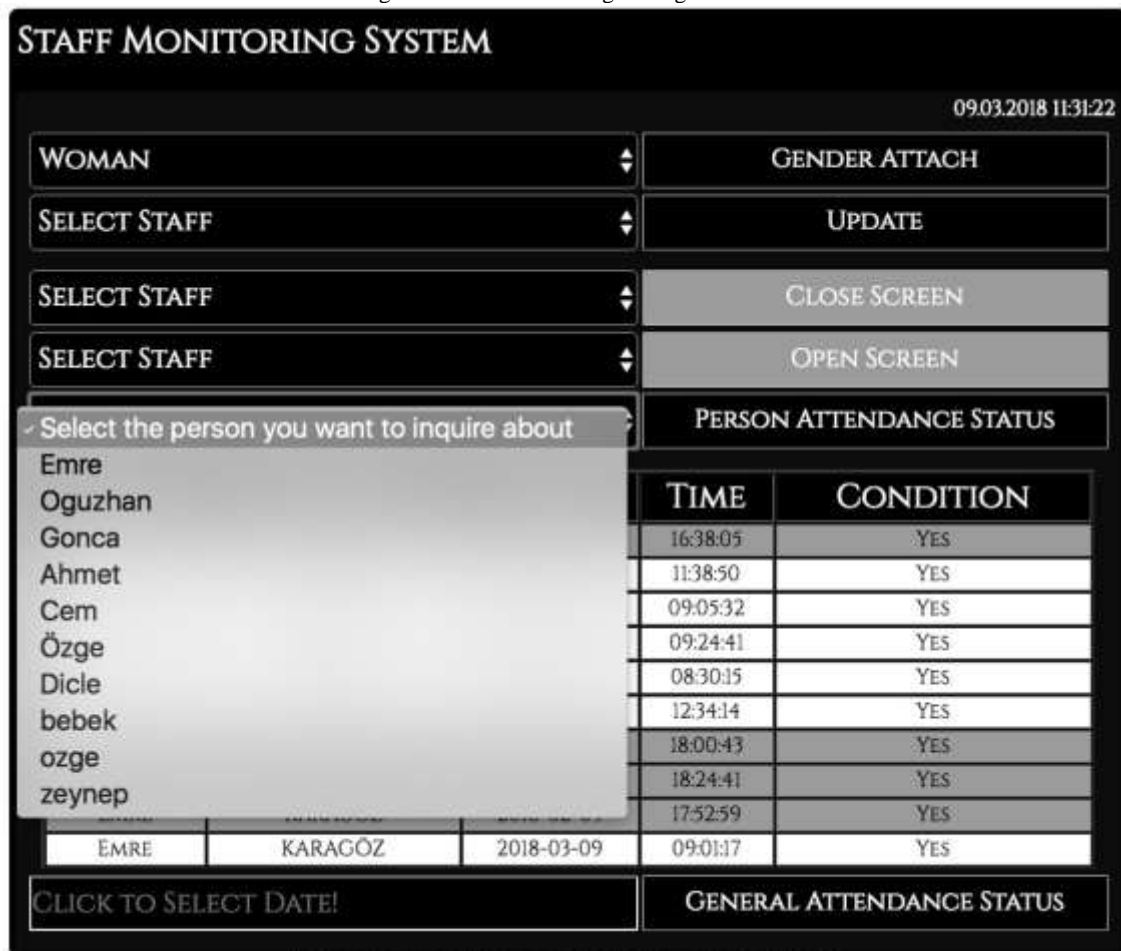 STAFF MONITORING SYSTEM
09.03.2018 11:31:22
WOMAN GENDER ATTACH
SELECT STAFF UPDATE
SELECT STAFF CLOSE SCREEN
SELECT STAFF OPEN SCREEN
PERSON ATTENDANCE STATUS
Select the person you want to inquire about
Emre
Oguzhan
Gonca
Ahmet
Cem
Özge
Dicle
bebek
ozge
zeynep
TIME CONDITION
16:38:05 YES
11:38:50 YES
09:05:32 YES
09:24:41 YES
08:30:15 YES
12:34:14 YES
18:00:43 YES
18:24:41 YES
17:52:59 YES
EMRE KARAGÖZ 2018-03-09 09:01:17 YES
CLICK TO SELECT DATE! GENERAL ATTENDANCE STATUS